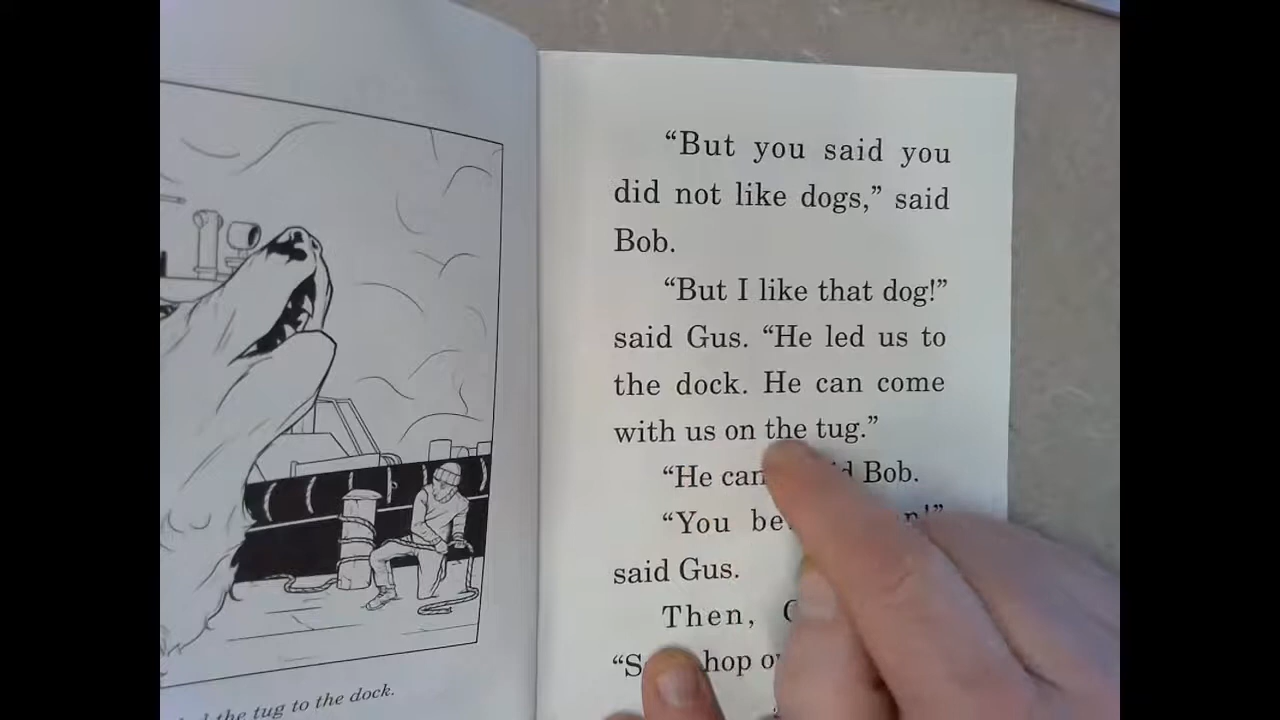 “But you said you
did not like dogs,” said
Bob.
“But I like that dog!”
said Gus. “He led us to
the dock. He can come
with us on the tug.”
“He can Bob.
“You
said Gus.
Then,
hop
the tug to the dock.